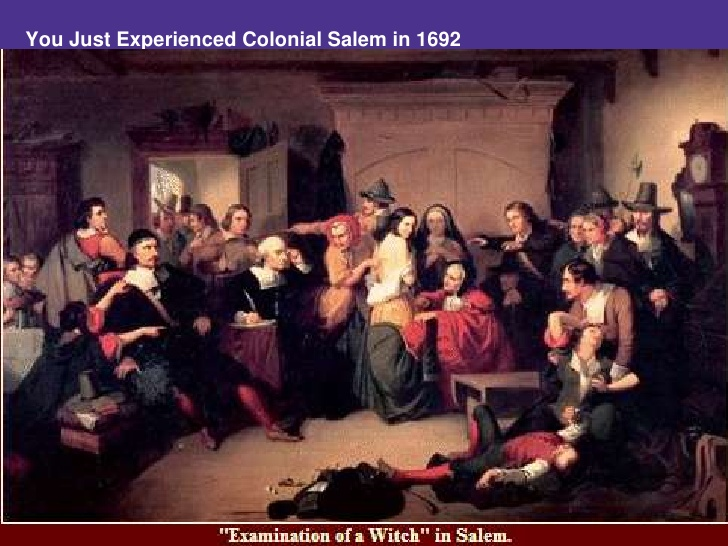 You Just Experienced Colonial Salem in 1692
"Examination of a Witch" in Salem.